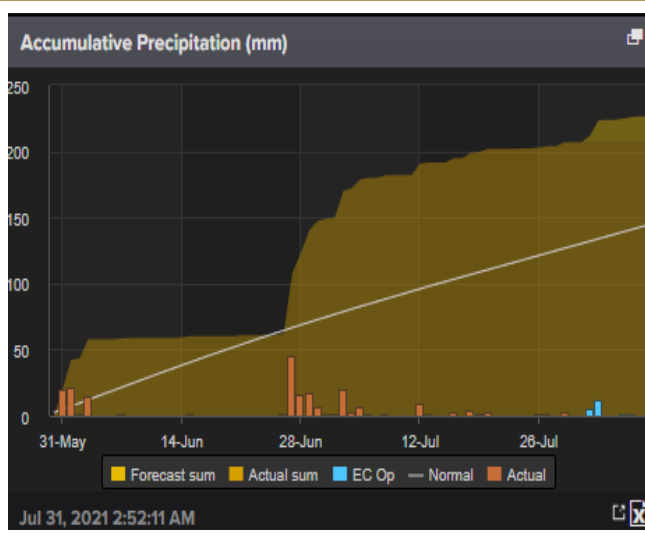 Accumulative Precipitation (mm)
250
200
150
100
50
0
31-May 14-Jun 28-Jun 12-Jul 26-Jul
Forecast sum Actual sum EC Op Normal Actual
Jul 31, 2021 2:52:11 AM
X